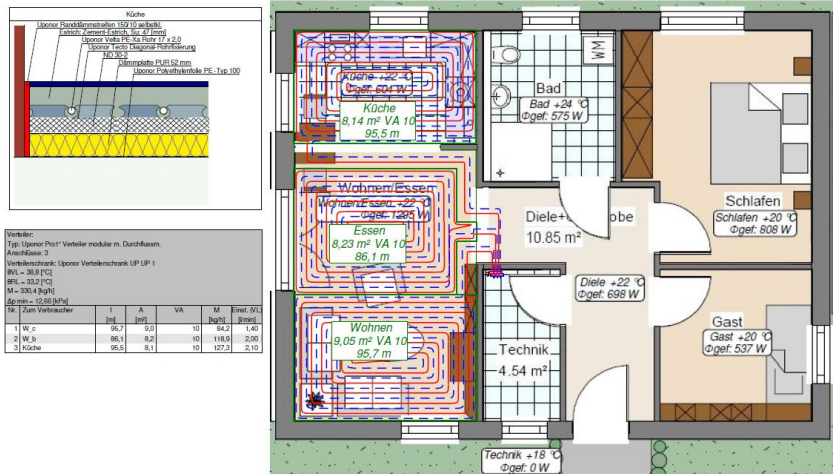 Küche
Uponor Randdämmstreifen 150/10 selbstkl.
Estrich: Zement-Estrich, Su: 47 [mm]
Uponor Velta PE-Xa Rohr 17 x 2,0
Uponor Tecto Diagonal-Rohrfixierung
ND 30-2
Dämmplatte PUR 52 mm
Uponor Polyethylenfolie PE-Typ 100
Verteiler:
Typ: Uponor Pro1" Verteiler modular m. Durchflussm.
Anschlüsse: 3
Verteilerschrank: Uponor Verteilerschrank UP UP 1
θVL = 38,8 [°C]
θRL = 33,2 [°C]
M = 330,4 [kg/h]
Δp min = 12,66 [kPa]
Nr. Zum Verbraucher l A VA M Einst. (VL)
[m] [m²] [kg/h] [l/min]
1 W_c 95,7 9,0 10 84,2 1,40
2 W_b 86,1 8,2 10 118,9 2,00
3 Küche 95,5 8,1 10 127,3 2,10
Küche +22 °C
Φgef: 604 W
Küche
8,14 m² VA 10
95,5 m
WM
Bad
Bad +24 °C
Φgef: 575 W
Schlafen
Schlafen +20 °C
Φgef: 808 W
Wohnen/Essen
Wohnen/Essen +22 °C
Φgef: 1295 W
Essen
8,23 m² VA 10
86,1 m
Diele+ obe
10.85 m²
Diele +22 °C
Φgef: 698 W
Wohnen
9,05 m² VA 10
95,7 m
Technik
4.54 m²
Gast
Gast +20 °C
Φgef: 537 W
Technik +18 °C
Φgef: 0 W